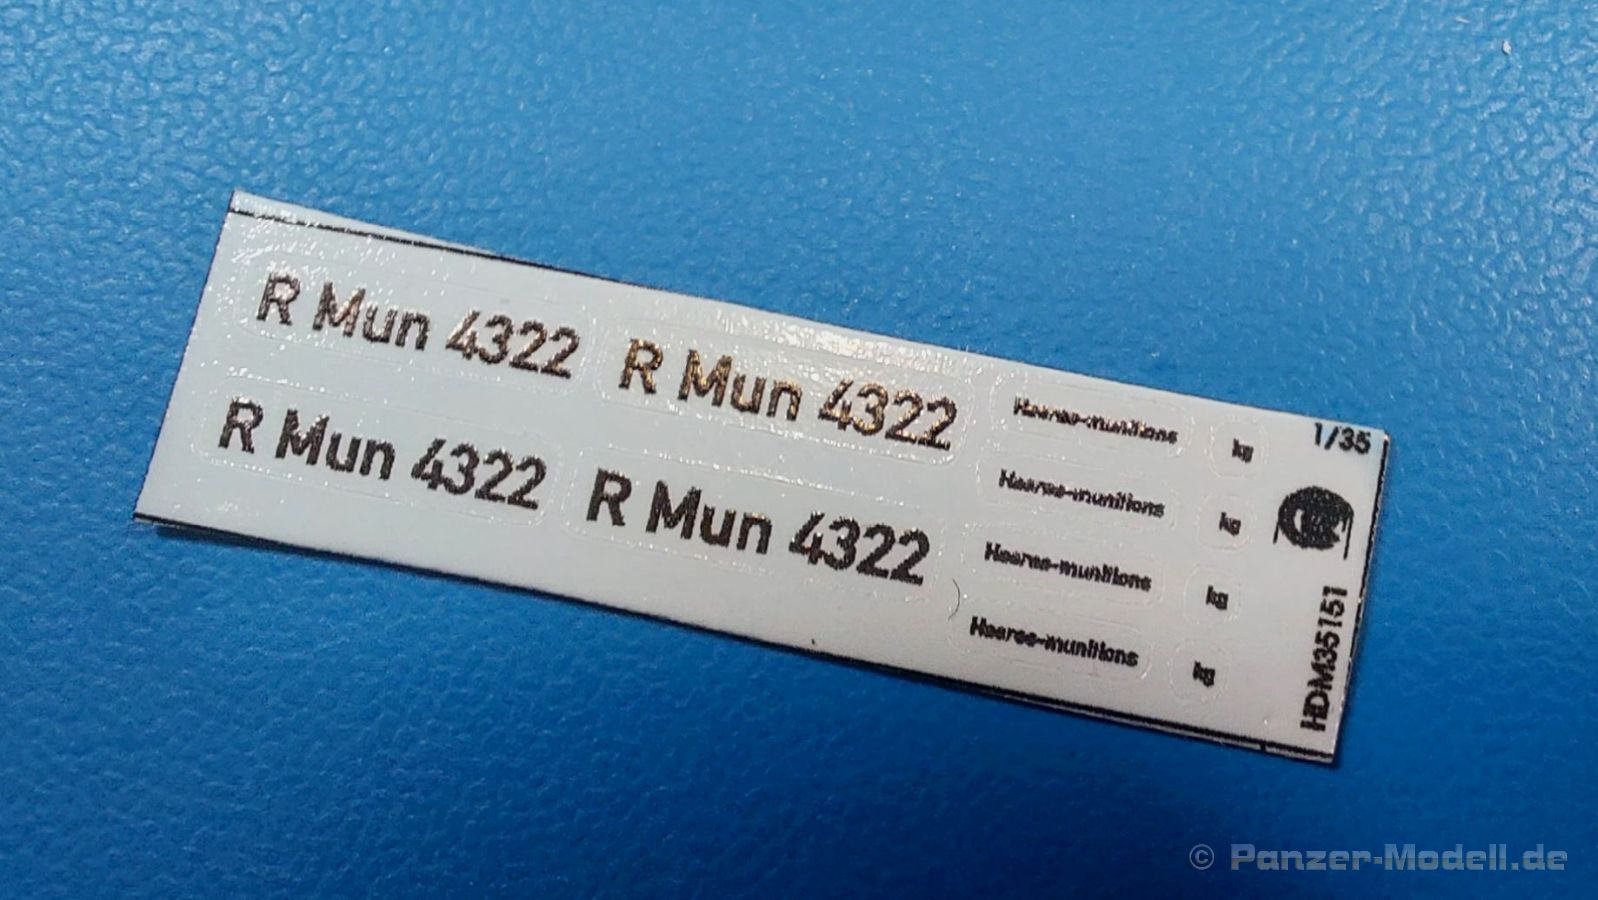 R Mun 4322
R Mun 4322
R Mun 4322
R Mun 4322
Heeres-munitions
kg
Heeres-munitions
kg
Heeres-munitions
kg
Heeres-munitions
kg
1/35
HDM35151
© Panzer-Modell.de